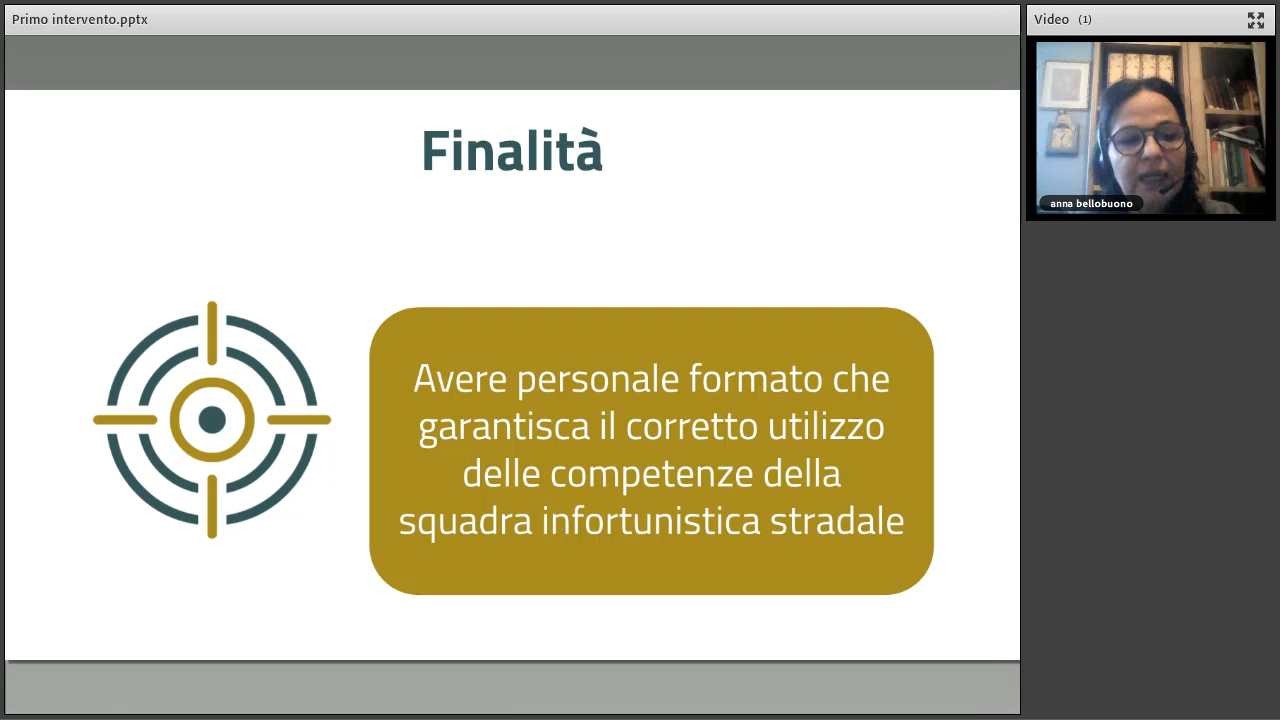 Primo intervento.pptx
Video (1)
anna bellobuono
Finalità
Avere personale formato che
garantisca il corretto utilizzo
delle competenze della
squadra infortunistica stradale